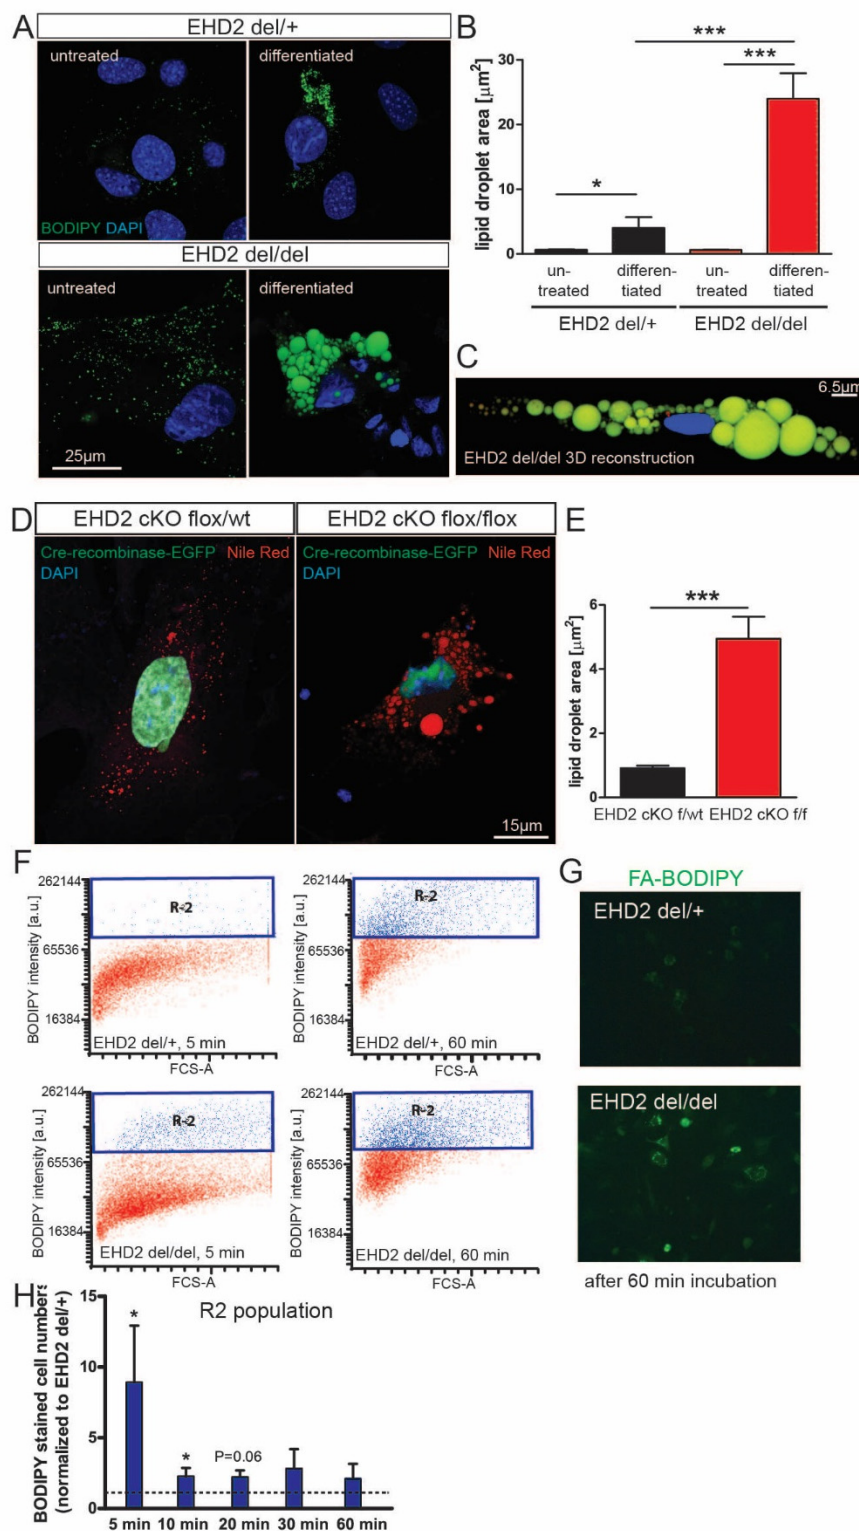 A
EHD2 del/+
untreated
differentiated
BODIPY DAPI
EHD2 del/del
untreated
differentiated
25µm
B
***
***
*
30
20
10
0
lipid droplet area [µm²]
un-
treated
differen-
tiated
un-
treated
differen-
tiated
EHD2 del/+
EHD2 del/del
C
6.5µm
EHD2 del/del 3D reconstruction
D
EHD2 cKO flox/wt
EHD2 cKO flox/flox
Cre-recombinase-EGFP Nile Red
DAPI
Cre-recombinase-EGFP Nile Red
DAPI
15µm
E
***
6
4
2
0
lipid droplet area [µm²]
EHD2 cKO f/wt EHD2 cKO f/f
F
262144
R-2
65536
16384
BODIPY intensity [a.u.]
EHD2 del/+, 5 min
FCS-A
262144
R-2
65536
16384
BODIPY intensity [a.u.]
EHD2 del/+, 60 min
FCS-A
262144
R-2
65536
16384
BODIPY intensity [a.u.]
EHD2 del/del, 5 min
FCS-A
262144
R-2
65536
16384
BODIPY intensity [a.u.]
EHD2 del/del, 60 min
FCS-A
G
FA-BODIPY
EHD2 del/+
EHD2 del/del
after 60 min incubation
H
R2 population
BODIPY stained cell numbers
(normalized to EHD2 del/+)
15
10
5
0
*
*
P=0.06
5 min 10 min 20 min 30 min 60 min